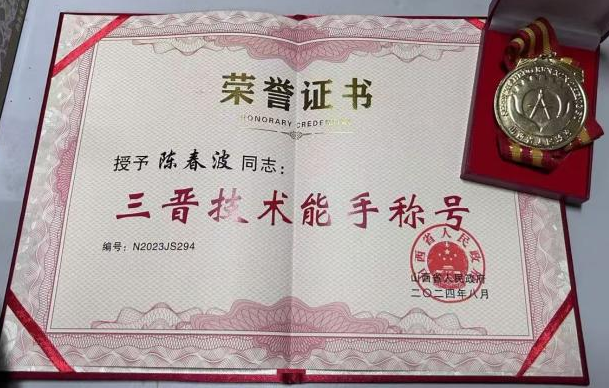 荣誉证书
HONORARY CREDE
授予 陈春波 同志：
三晋技术能手称号
编号：N2023JS294
山西省人民政府
二〇二四年八月